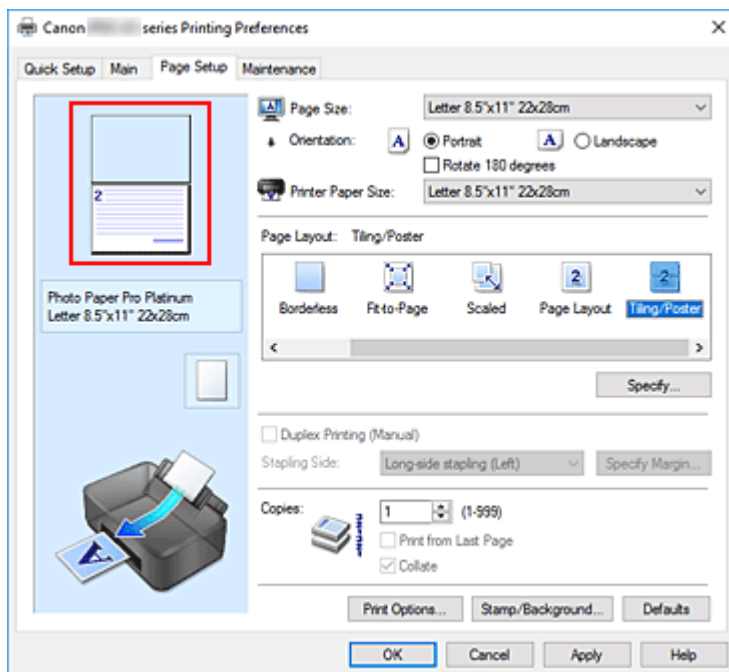 Canon series Printing Preferences
Quick Setup Main Page Setup Maintenance
2
Photo Paper Pro Platinum
Letter 8.5"x11" 22x28cm
A
Page Size: Letter 8.5"x11" 22x28cm
Orientation: A Portrait A Landscape
Rotate 180 degrees
Printer Paper Size: Letter 8.5"x11" 22x28cm
Page Layout: Tiling/Poster
2 2
Borderless Fit-to-Page Scaled Page Layout Tiling/Poster
Specify...
Duplex Printing (Manual)
Stapling Side: Long-side stapling (Left) Specify Margin...
Copies: 1 (1-999)
Print from Last Page
Collate
Print Options... Stamp/Background... Defaults
OK Cancel Apply Help